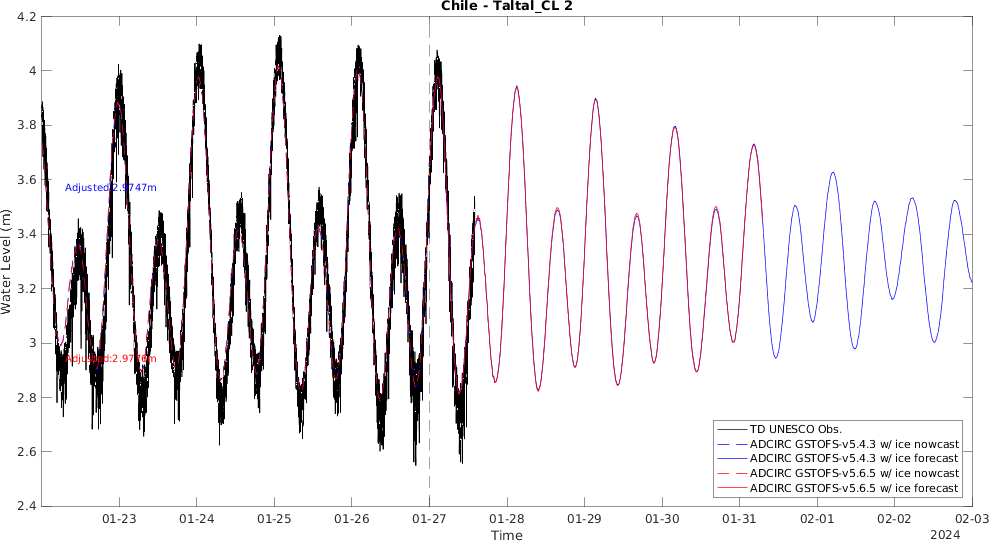 Chile - Taltal_CL 2
Water Level (m)
4.2
4
3.8
3.6
3.4
3.2
3
2.8
2.6
2.4
Adjusted:2.9747m
Adjusted:2.9776m
TD UNESCO Obs.
ADCIRC GSTOFS-v5.4.3 w/ ice nowcast
ADCIRC GSTOFS-v5.4.3 w/ ice forecast
ADCIRC GSTOFS-v5.6.5 w/ ice nowcast
ADCIRC GSTOFS-v5.6.5 w/ ice forecast
01-23 01-24 01-25 01-26 01-27 01-28 01-29 01-30 01-31 02-01 02-02 02-03
Time
2024